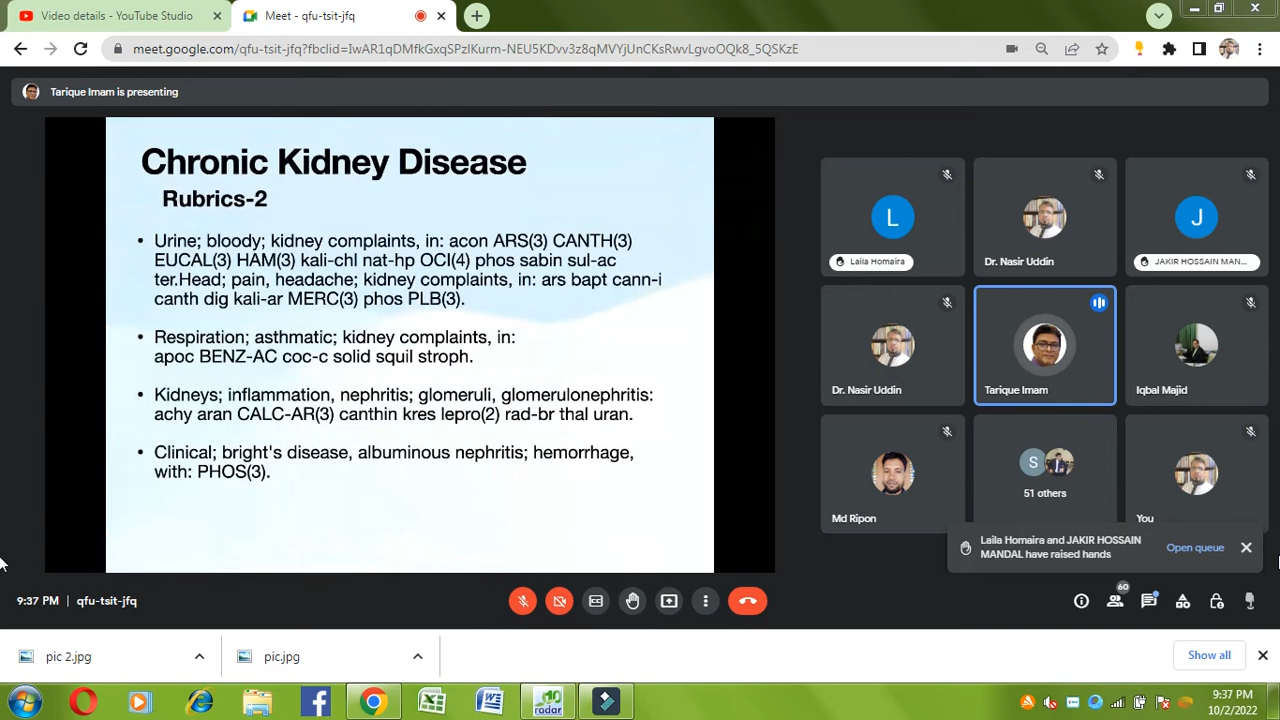 Video details - YouTube Studio
Meet - qfu-tsit-jfq
meet.google.com/qfu-tsit-jfq?fbclid=IwAR1qDMfkGxqSPzlKurm-NEU5KDvv3z8qMVYjUnCKsRwvLgvoOQk8_5QSKzE
Tarique Imam is presenting
Chronic Kidney Disease
Rubrics-2
• Urine; bloody; kidney complaints, in: acon ARS(3) CANTH(3)
EUCAL(3) HAM(3) kali-chl nat-hp OCI(4) phos sabin sul-ac
ter.Head; pain, headache; kidney complaints, in: ars bapt cann-i
canth dig kali-ar MERC(3) phos PLB(3).
• Respiration; asthmatic; kidney complaints, in:
apoc BENZ-AC coc-c solid squil stroph.
• Kidneys; inflammation, nephritis; glomeruli, glomerulonephritis:
achy aran CALC-AR(3) canthin kres lepro(2) rad-br thal uran.
• Clinical; bright's disease, albuminous nephritis; hemorrhage,
with: PHOS(3).
L
Laila Homaira
Dr. Nasir Uddin
J
JAKIR HOSSAIN MAN...
Dr. Nasir Uddin
Tarique Imam
Iqbal Majid
Md Ripon
S
51 others
You
Laila Homaira and JAKIR HOSSAIN
MANDAL have raised hands
Open queue
9:37 PM | qfu-tsit-jfq
60
pic 2.jpg
pic.jpg
Show all
10
radar
9:37 PM
10/2/2022